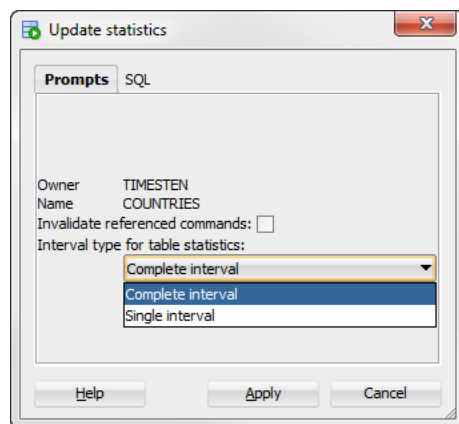 Update statistics
Prompts SQL
Owner TIMESTEN
Name COUNTRIES
Invalidate referenced commands:
Interval type for table statistics:
Complete interval
Complete interval
Single interval
Help Apply Cancel